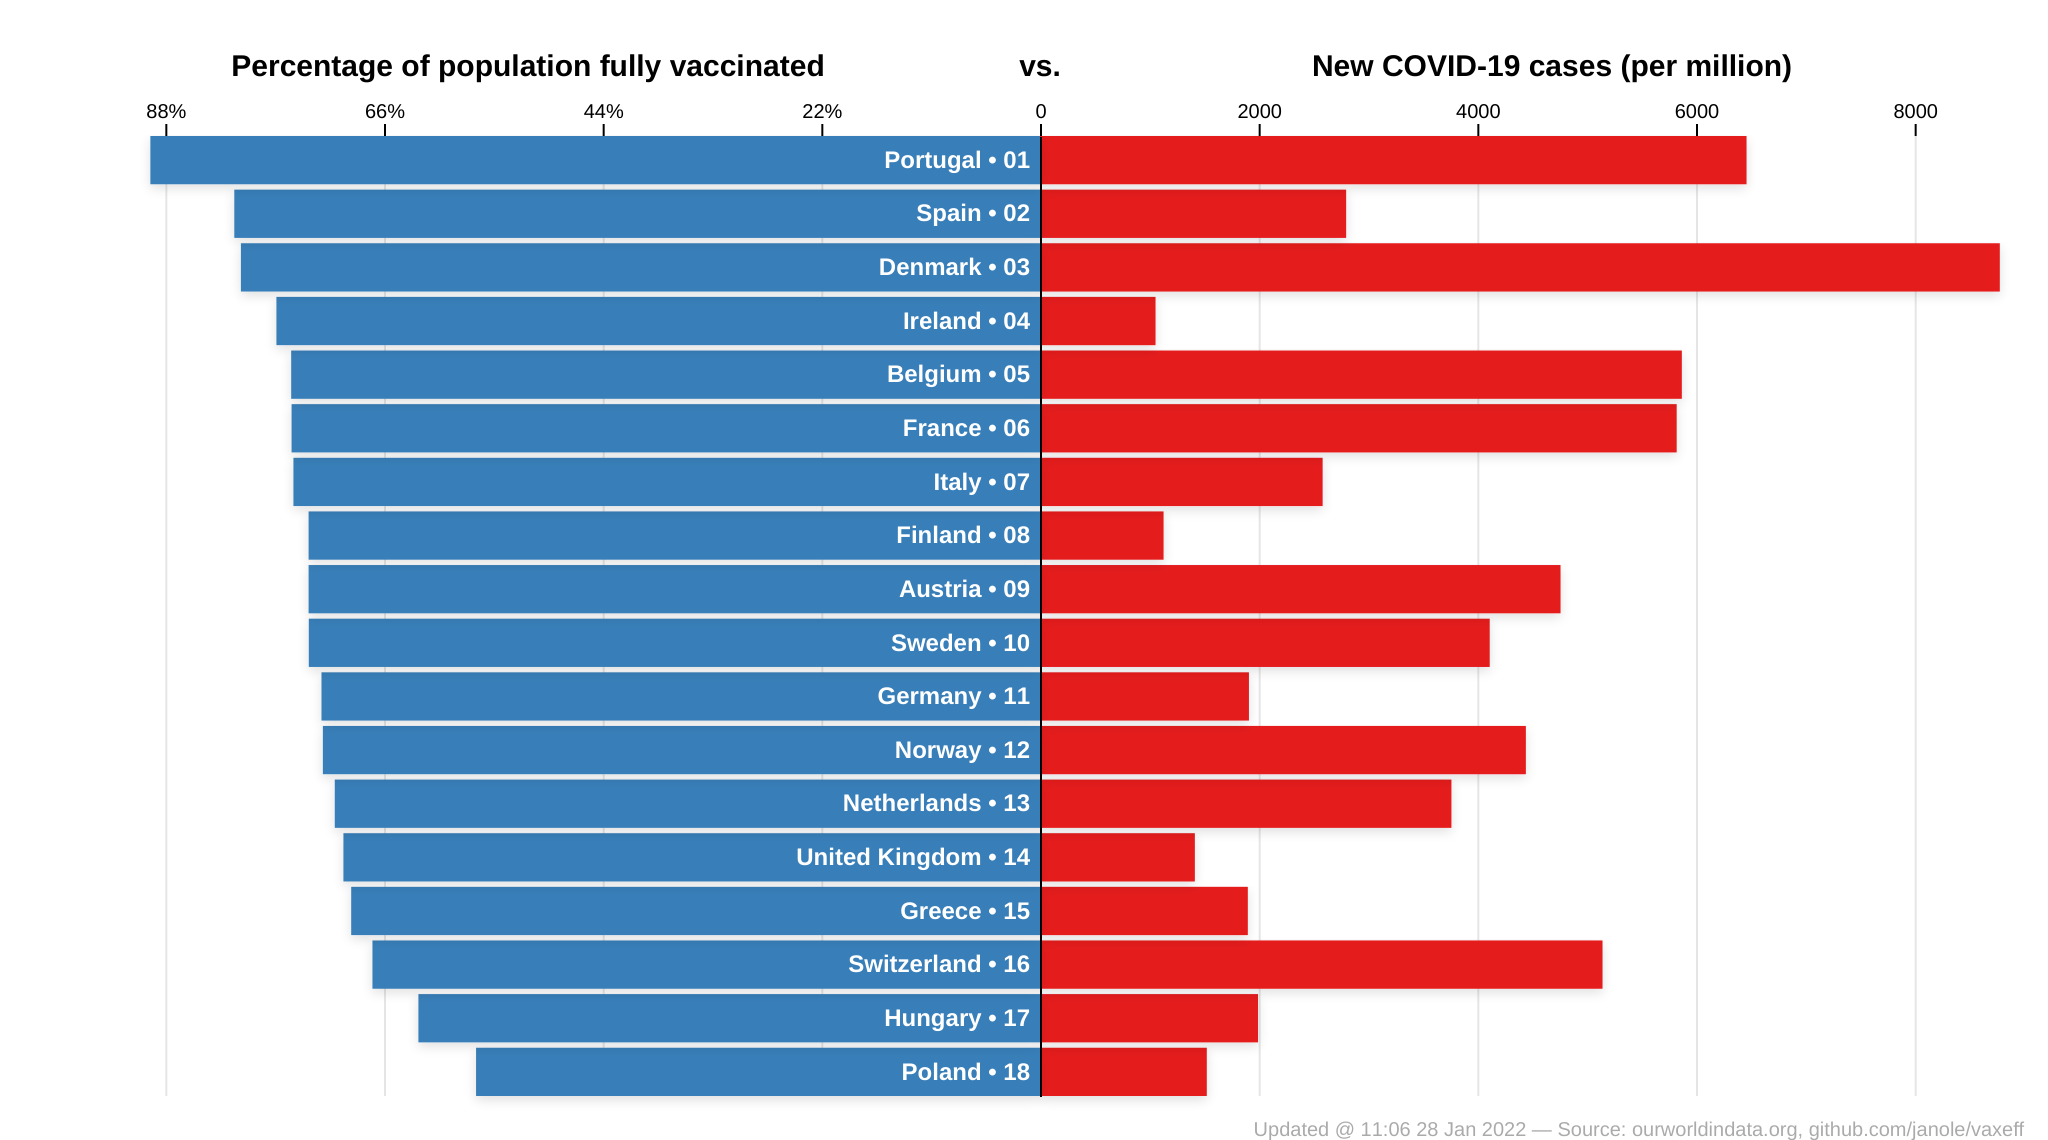 Percentage of population fully vaccinated vs. New COVID-19 cases (per million)
88% 66% 44% 22% 0 2000 4000 6000 8000
Portugal • 01
Spain • 02
Denmark • 03
Ireland • 04
Belgium • 05
France • 06
Italy • 07
Finland • 08
Austria • 09
Sweden • 10
Germany • 11
Norway • 12
Netherlands • 13
United Kingdom • 14
Greece • 15
Switzerland • 16
Hungary • 17
Poland • 18
Updated @ 11:06 28 Jan 2022 — Source: ourworldindata.org, github.com/janole/vaxeff